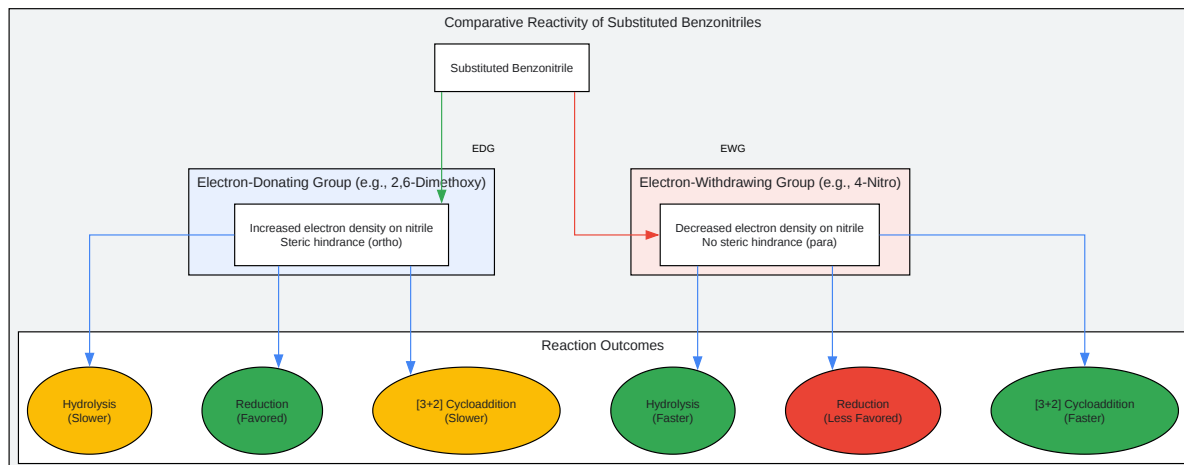 Comparative Reactivity of Substituted Benzonitriles
Substituted Benzonitrile
EDG
EWG
Electron-Donating Group (e.g., 2,6-Dimethoxy)
Increased electron density on nitrile
Steric hindrance (ortho)
Electron-Withdrawing Group (e.g., 4-Nitro)
Decreased electron density on nitrile
No steric hindrance (para)
Reaction Outcomes
Hydrolysis
(Slower)
Reduction
(Favored)
[3+2] Cycloaddition
(Slower)
Hydrolysis
(Faster)
Reduction
(Less Favored)
[3+2] Cycloaddition
(Faster)